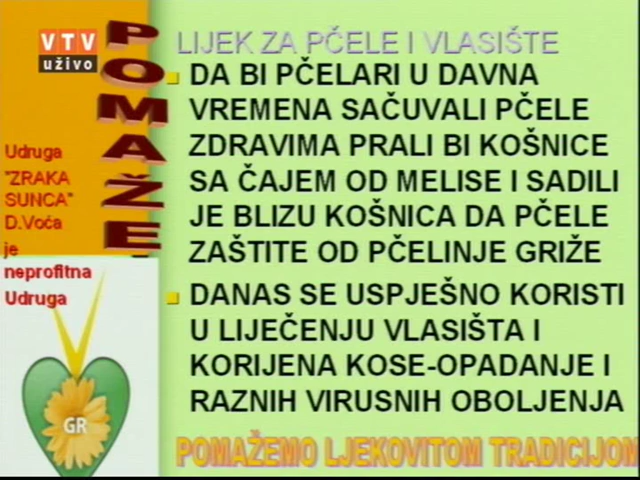 VTV
uživo
POMAŽE
Udruga
"ZRAKA
SUNCA"
D.Voća
je
neprofitna
Udruga
GR
LIJEK ZA PČELE I VLASIŠTE
DA BI PČELARI U DAVNA
VREMENA SAČUVALI PČELE
ZDRAVIMA PRALI BI KOŠNICE
SA ČAJEM OD MELISE I SADILI
JE BLIZU KOŠNICA DA PČELE
ZAŠTITE OD PČELINJE GRIŽE
DANAS SE USPJEŠNO KORISTI
U LIJEČENJU VLASIŠTA I
KORIJENA KOSE-OPADANJE I
RAZNIH VIRUSNIH OBOLJENJA
POMAŽEMO LJEKOVITOM TRADICIJOM